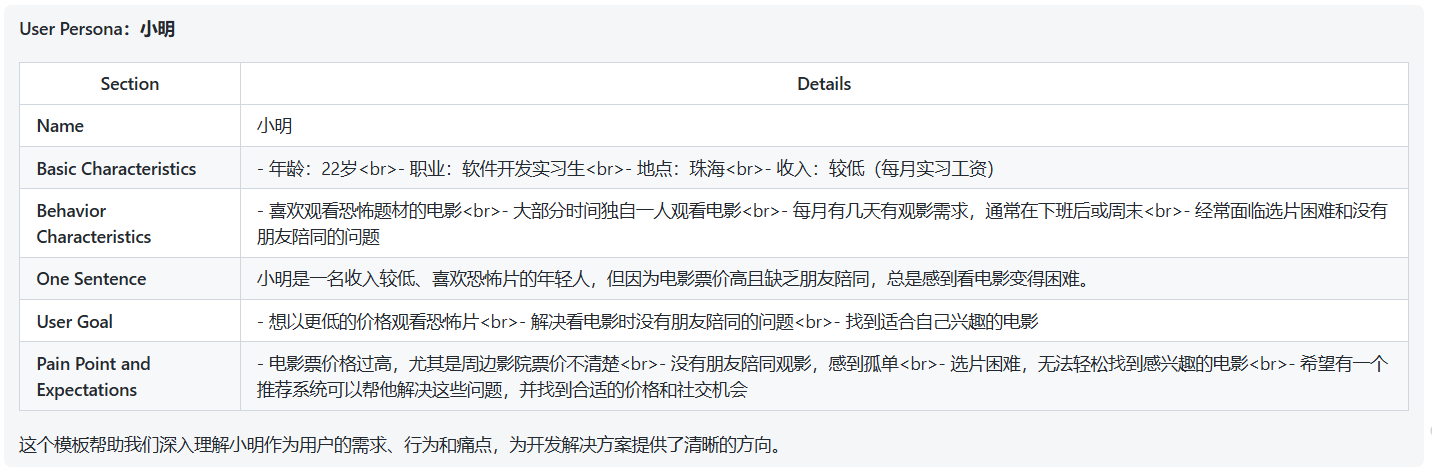 User Persona：小明
Section
Details
Name
小明
Basic Characteristics
- 年龄：22岁<br>- 职业：软件开发实习生<br>- 地点：珠海<br>- 收入：较低（每月实习工资）
Behavior
Characteristics
- 喜欢观看恐怖题材的电影<br>- 大部分时间独自一人观看电影<br>- 每月有几天有观影需求，通常在下班后或周末<br>- 经常面临选片困难和没有
朋友陪同的问题
One Sentence
小明是一名收入较低、喜欢恐怖片的年轻人，但因为电影票价高且缺乏朋友陪同，总是感到看电影变得困难。
User Goal
- 想以更低的价格观看恐怖片<br>- 解决看电影时没有朋友陪同的问题<br>- 找到适合自己兴趣的电影
Pain Point and
Expectations
- 电影票价格过高，尤其是周边影院票价不清楚<br>- 没有朋友陪同观影，感到孤单<br>- 选片困难，无法轻松找到感兴趣的电影<br>- 希望有一个
推荐系统可以帮他解决这些问题，并找到合适的价格和社交机会
这个模板帮助我们深入理解小明作为用户的需求、行为和痛点，为开发解决方案提供了清晰的方向。